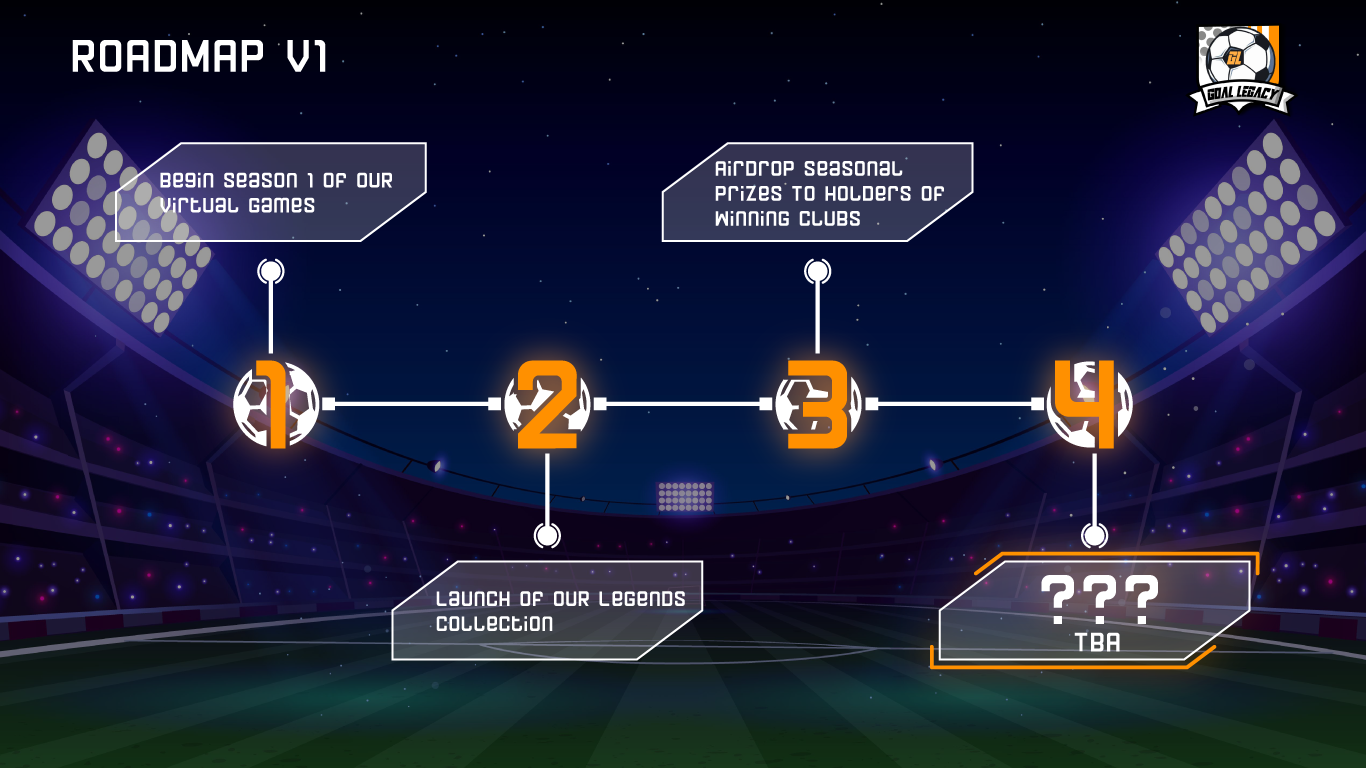 ROADMAP V1
GL
GOAL LEGACY
Begin Season 1 of our
Virtual Games
Airdrop Seasonal
Prizes to Holders of
Winning Clubs
1
2
3
4
Launch of our Legends
Collection
???
TBA